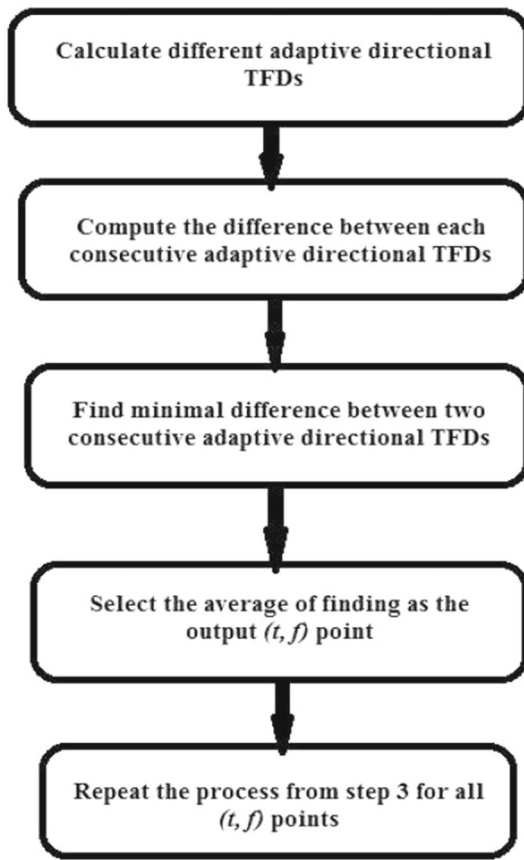 Calculate different adaptive directional
TFDs
Compute the difference between each
consecutive adaptive directional TFDs
Find minimal difference between two
consecutive adaptive directional TFDs
Select the average of finding as the
output (t, f) point
Repeat the process from step 3 for all
(t, f) points